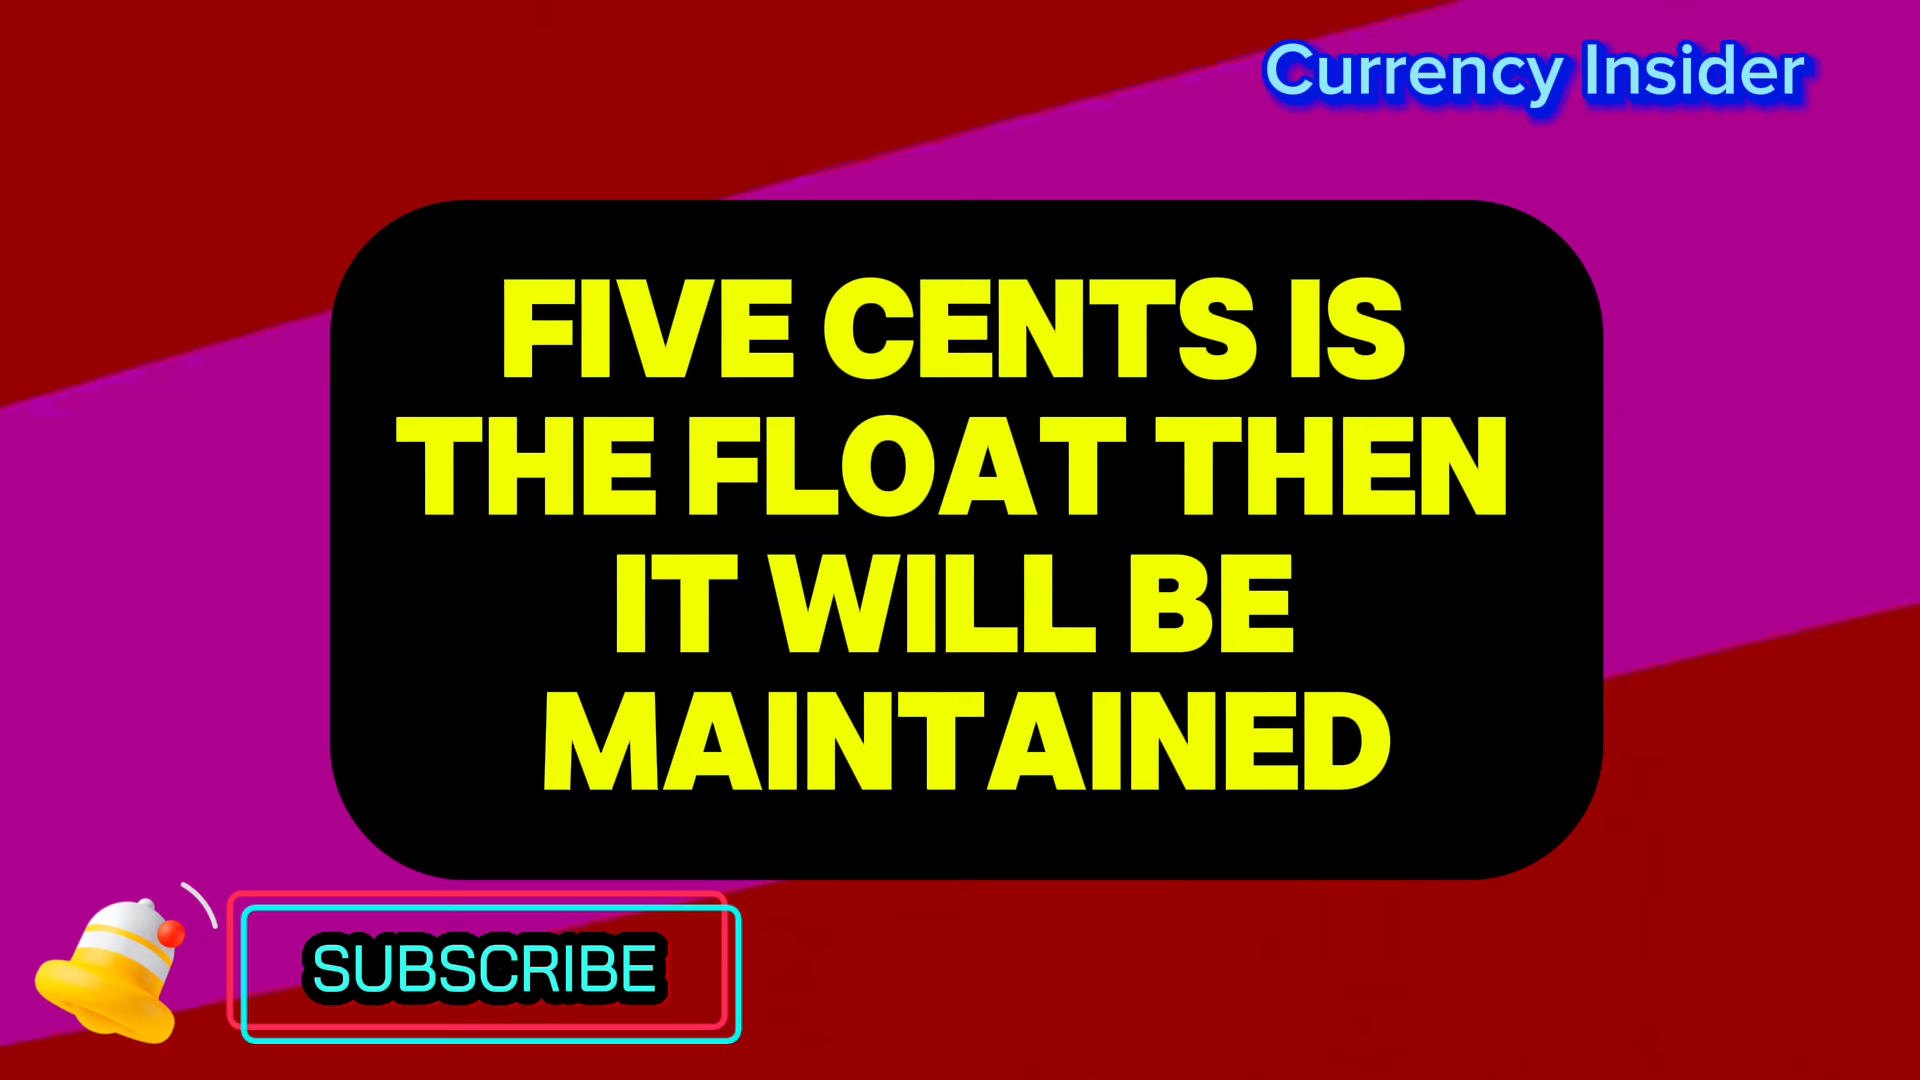 Currency Insider
FIVE CENTS IS
THE FLOAT THEN
IT WILL BE
MAINTAINED
SUBSCRIBE